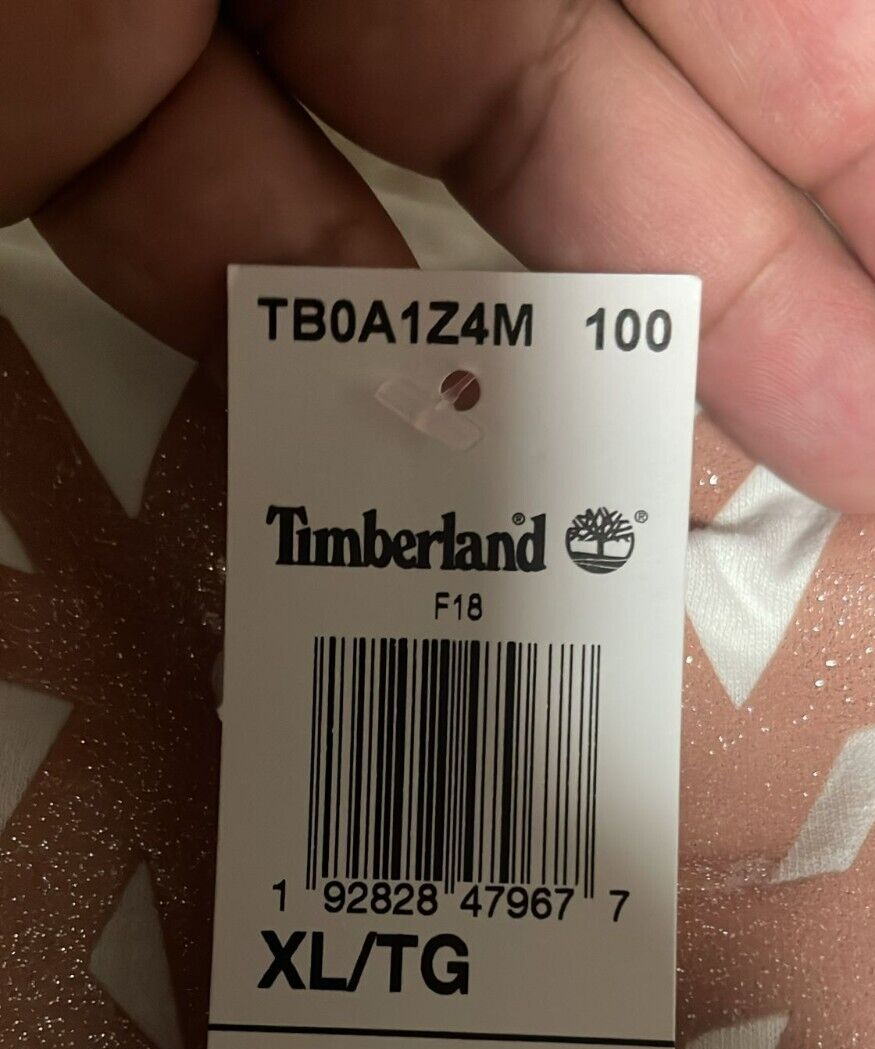 TB0A1Z4M 100
Timberland® ®
F18
1 92828 47967 7
XL/TG